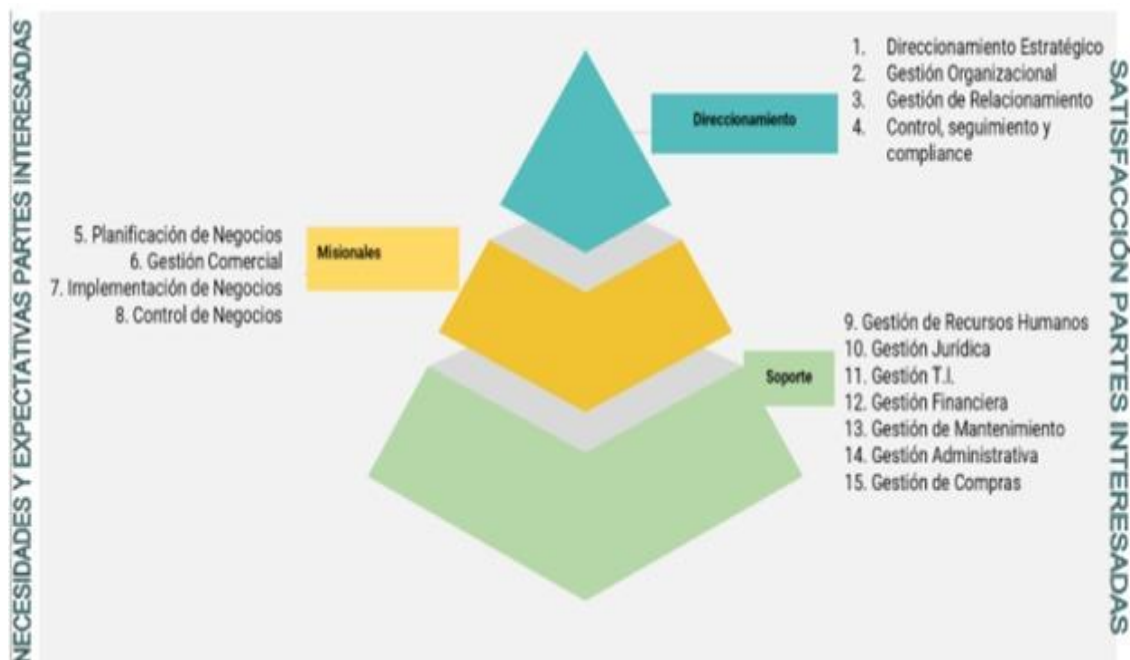 NECESIDADES Y EXPECTATIVAS PARTES INTERESADAS
Direccionamiento
1. Direccionamiento Estratégico
2. Gestión Organizacional
3. Gestión de Relacionamiento
4. Control, seguimiento y
compliance
5. Planificación de Negocios
6. Gestión Comercial
7. Implementación de Negocios
8. Control de Negocios
Misionales
Soporte
9. Gestión de Recursos Humanos
10. Gestión Jurídica
11. Gestión T.I.
12. Gestión Financiera
13. Gestión de Mantenimiento
14. Gestión Administrativa
15. Gestión de Compras
SATISFACCIÓN PARTES INTERESADAS